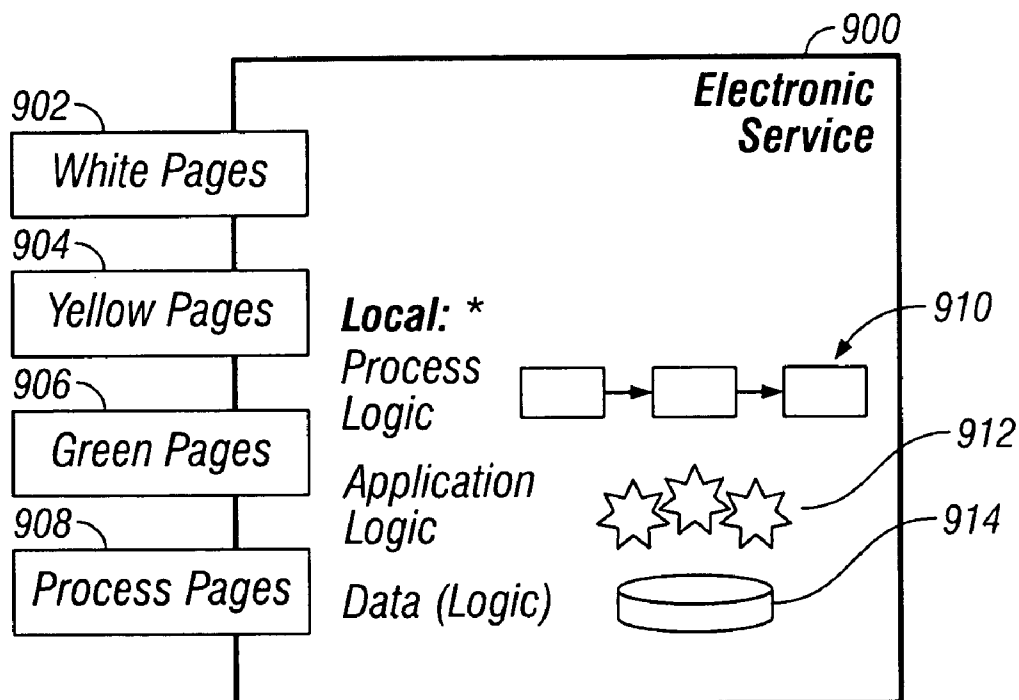 900
Electronic
Service
902
White Pages
904
Yellow Pages
Local: *
910
Process
Logic
906
Green Pages
912
Application
Logic
908
914
Process Pages
Data (Logic)